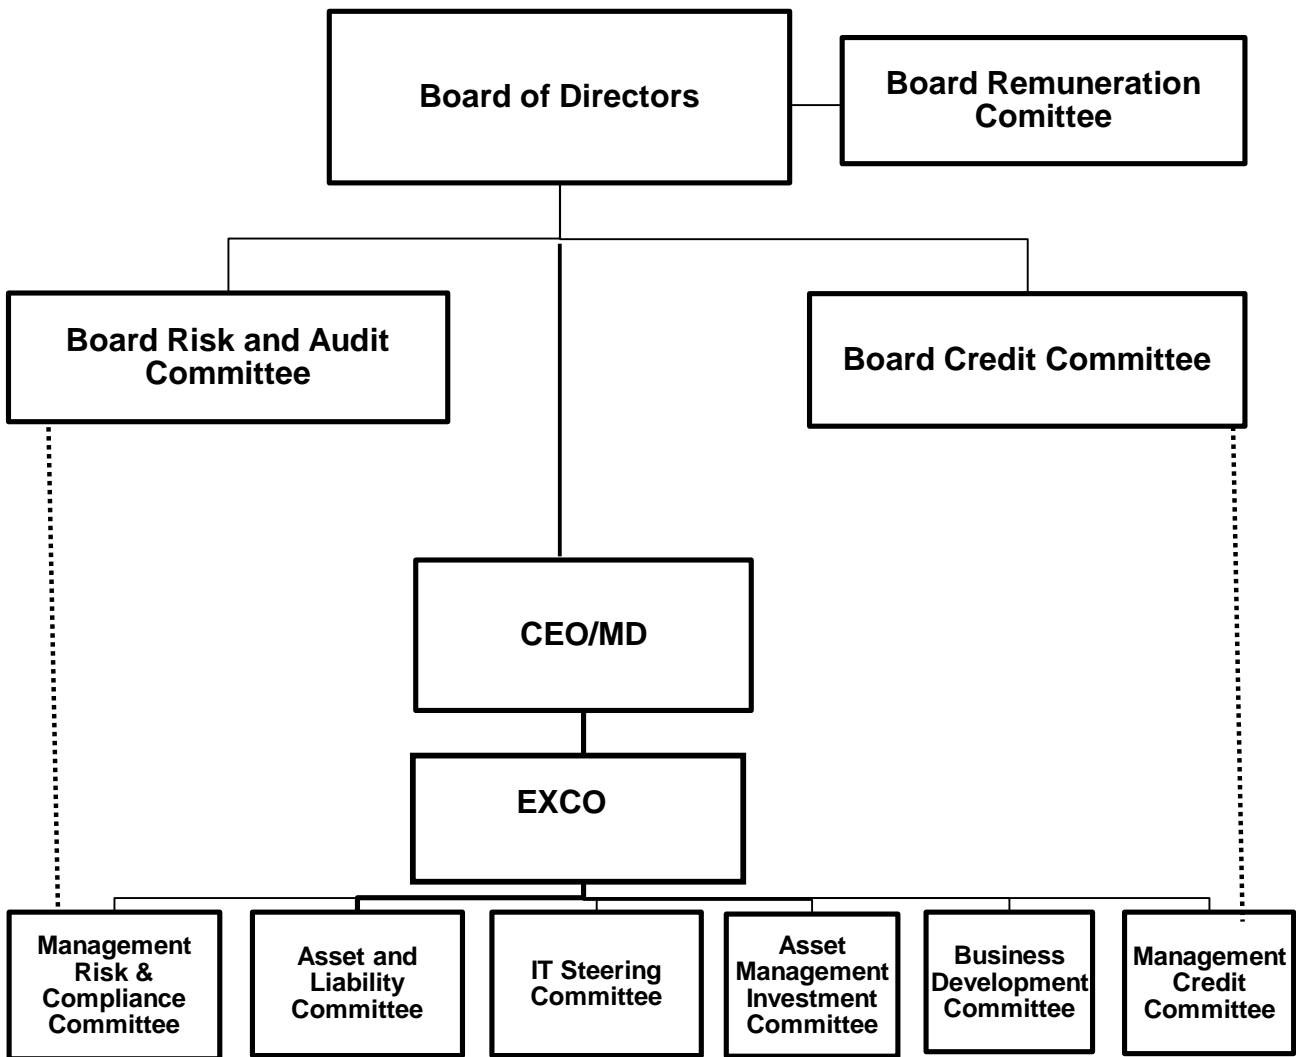 Board of Directors
Board Remuneration
Comittee
Board Risk and Audit
Committee
Board Credit Committee
CEO/MD
EXCO
Management
Risk &
Compliance
Committee
Asset and
Liability
Committee
IT Steering
Committee
Asset
Management
Investment
Committee
Business
Development
Committee
Management
Credit
Committee